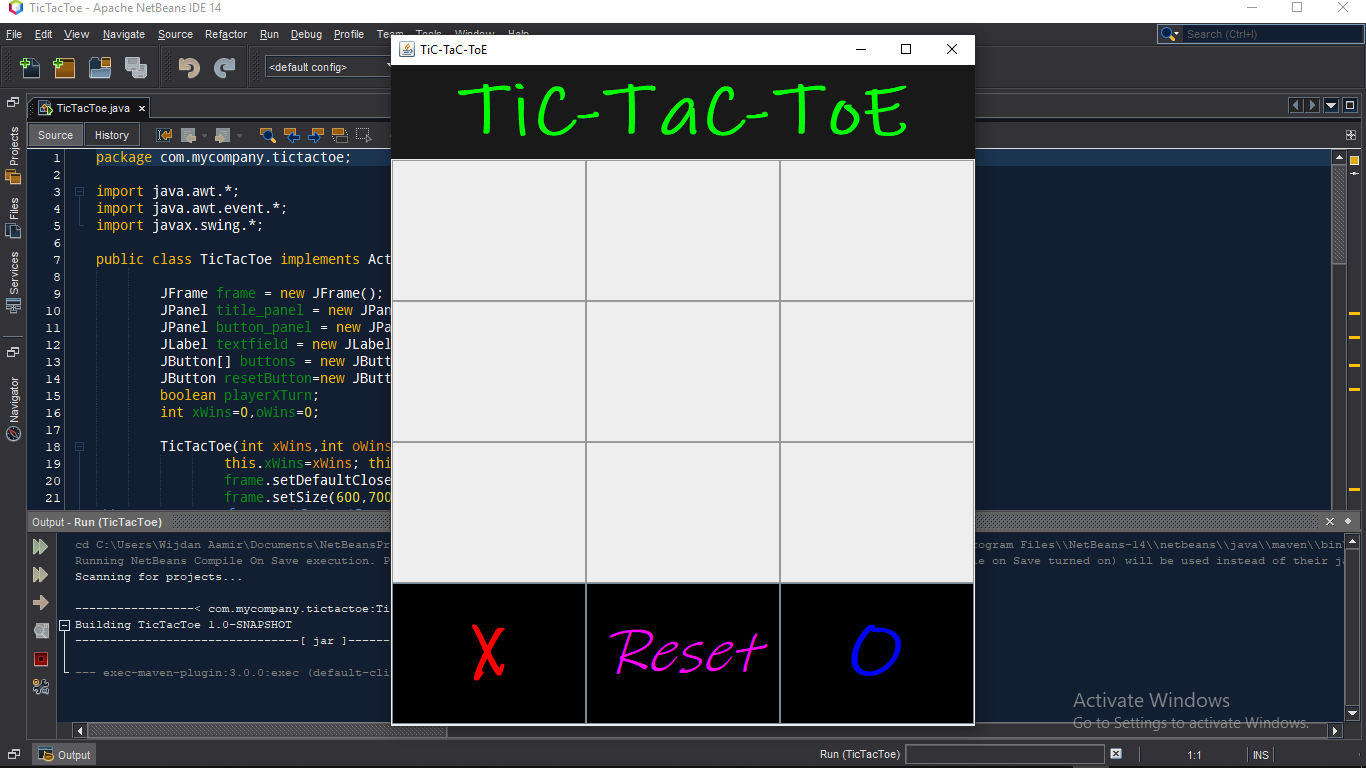 TicTacToe - Apache NetBeans IDE 14
File Edit View Navigate Source Refactor Run Debug Profile Team Tools Window Help
Search (Ctrl+I)
<default config>
TicTacToe.java
Source History
Projects
Files
Services
Navigator
1 package com.mycompany.tictactoe;
2
3 import java.awt.*;
4 import java.awt.event.*;
5 import javax.swing.*;
6
7 public class TicTacToe implements Act
8
9 JFrame frame = new JFrame();
10 JPanel title_panel = new JPan
11 JPanel button_panel = new JPa
12 JLabel textfield = new JLabel
13 JButton[] buttons = new JButt
14 JButton resetButton=new JButt
15 boolean playerXTurn;
16 int xWins=0,oWins=0;
17
18 TicTacToe(int xWins,int oWins
19 this.xWins=xWins; thi
20 frame.setDefaultClose
21 frame.setSize(600,700
TiC-TaC-ToE
TiC-TaC-ToE
X Reset O
Output - Run (TicTacToe)
cd C:\Users\Wijdan Aamir\Documents\NetBeansPr
ogram Files\\NetBeans-14\\netbeans\\java\\maven\\bin
Running NetBeans Compile On Save execution. P
e on Save turned on) will be used instead of their j
Scanning for projects...
-----------------< com.mycompany.tictactoe:Ti
Building TicTacToe 1.0-SNAPSHOT
--------------------------------[ jar ]------
--- exec-maven-plugin:3.0.0:exec (default-cli
Activate Windows
Go to Settings to activate Windows.
Output
Run (TicTacToe)
1:1
INS